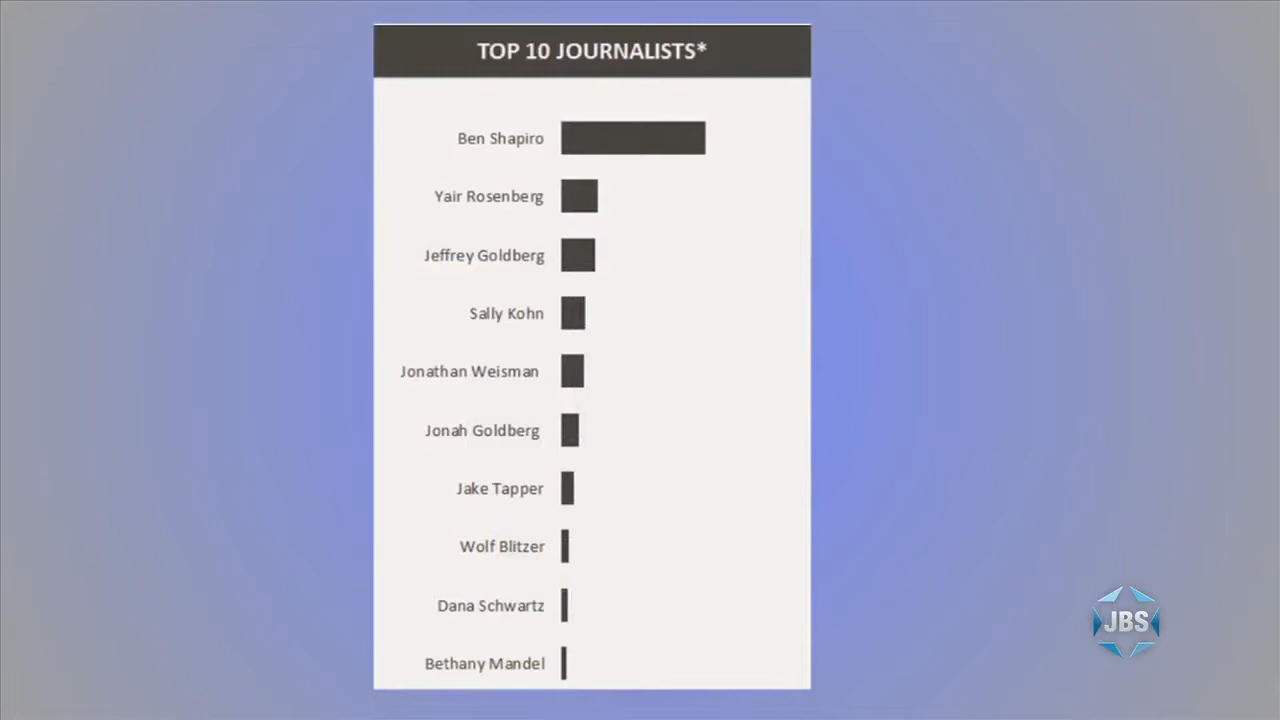 TOP 10 JOURNALISTS*
Ben Shapiro
Yair Rosenberg
Jeffrey Goldberg
Sally Kohn
Jonathan Weisman
Jonah Goldberg
Jake Tapper
Wolf Blitzer
Dana Schwartz
Bethany Mandel
JBS